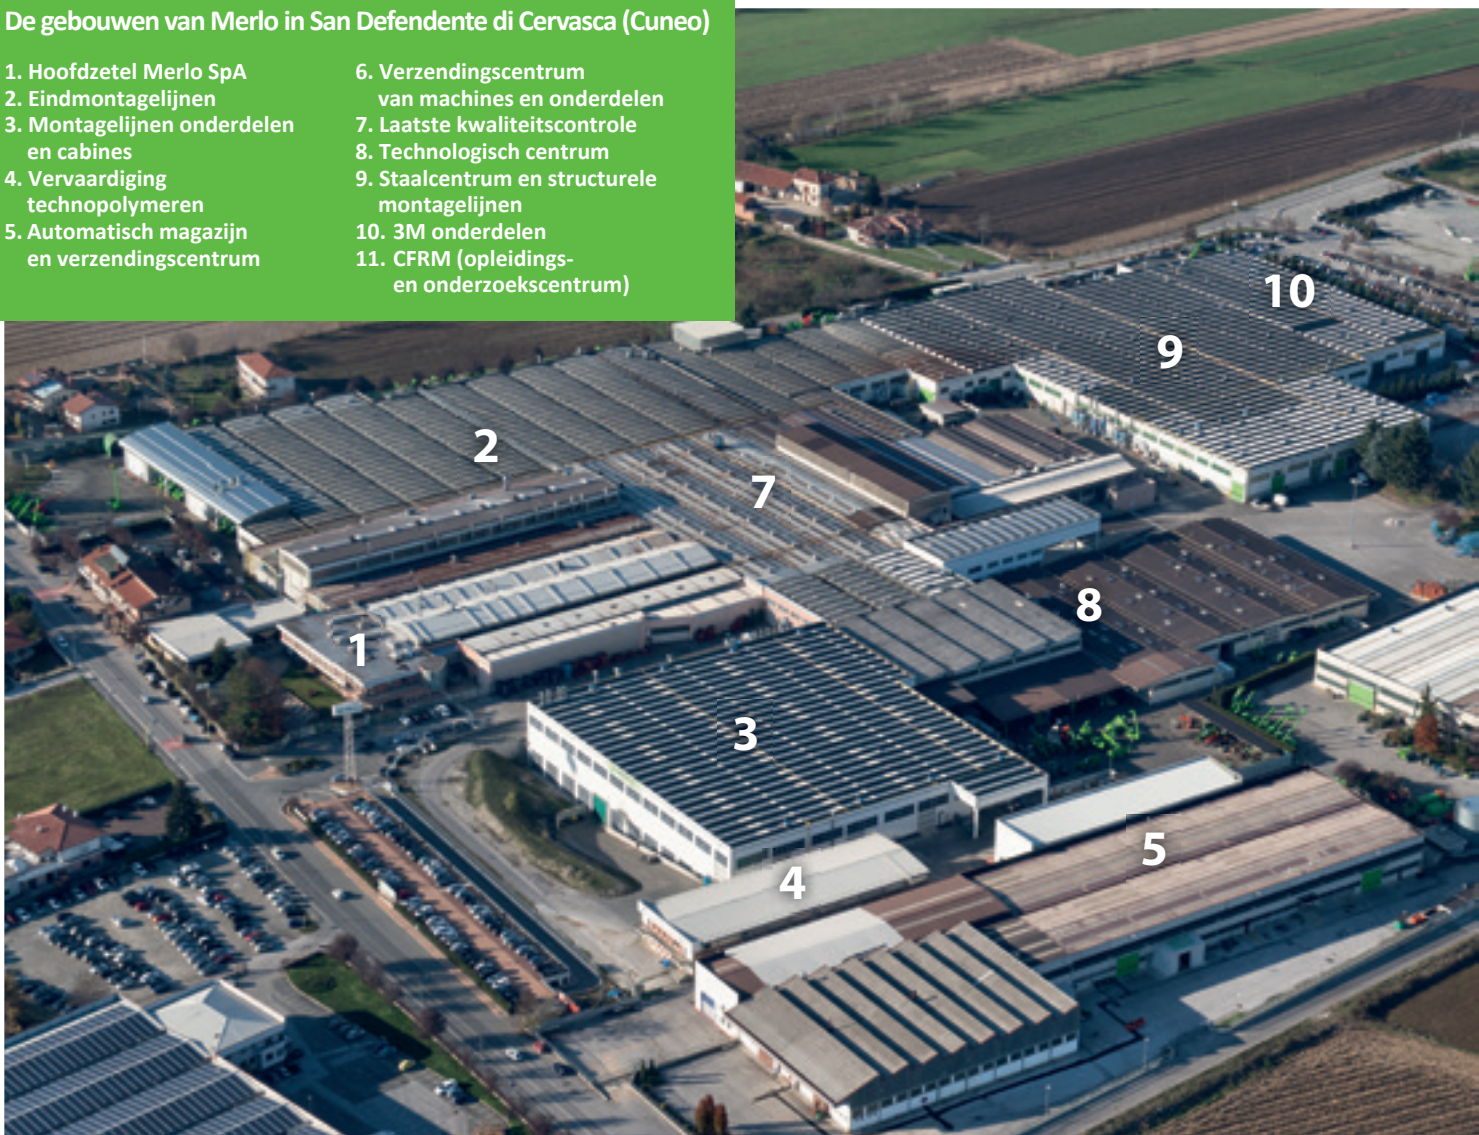 De gebouwen van Merlo in San Defendente di Cervasca (Cuneo)
1. Hoofdzetel Merlo SpA
2. Eindmontagelijnen
3. Montagelijnen onderdelen
en cabines
4. Vervaardiging
technopolymeren
5. Automatisch magazijn
en verzendingscentrum
6. Verzendingscentrum
van machines en onderdelen
7. Laatste kwaliteitscontrole
8. Technologisch centrum
9. Staalcentrum en structurele
montagelijnen
10. 3M onderdelen
11. CFRM (opleidings-
en onderzoekscentrum)
10
9
2
7
8
1
3
5
4